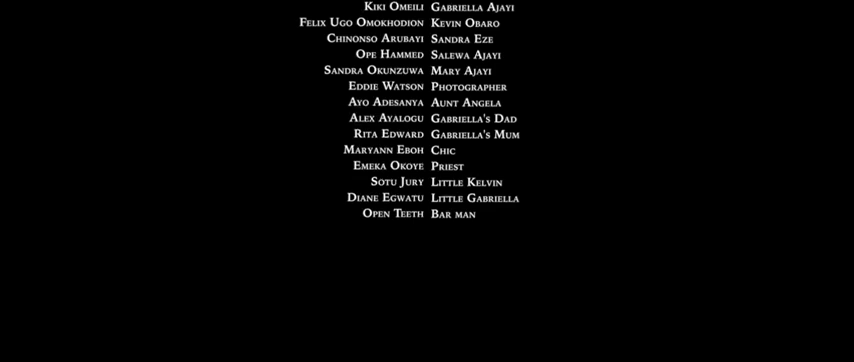 Kiki Omeili Gabriella Ajayi
Felix Ugo Omokhodion Kevin Obaro
Chinonso Arubayi Sandra Eze
Ope Hammed Salewa Ajayi
Sandra Okunzuwa Mary Ajayi
Eddie Watson Photographer
Ayo Adesanya Aunt Angela
Alex Ayalogu Gabriella's Dad
Rita Edward Gabriella's Mum
Maryann Eboh Chic
Emeka Okoye Priest
Sotu Jury Little Kelvin
Diane Egwatu Little Gabriella
Open Teeth Bar man